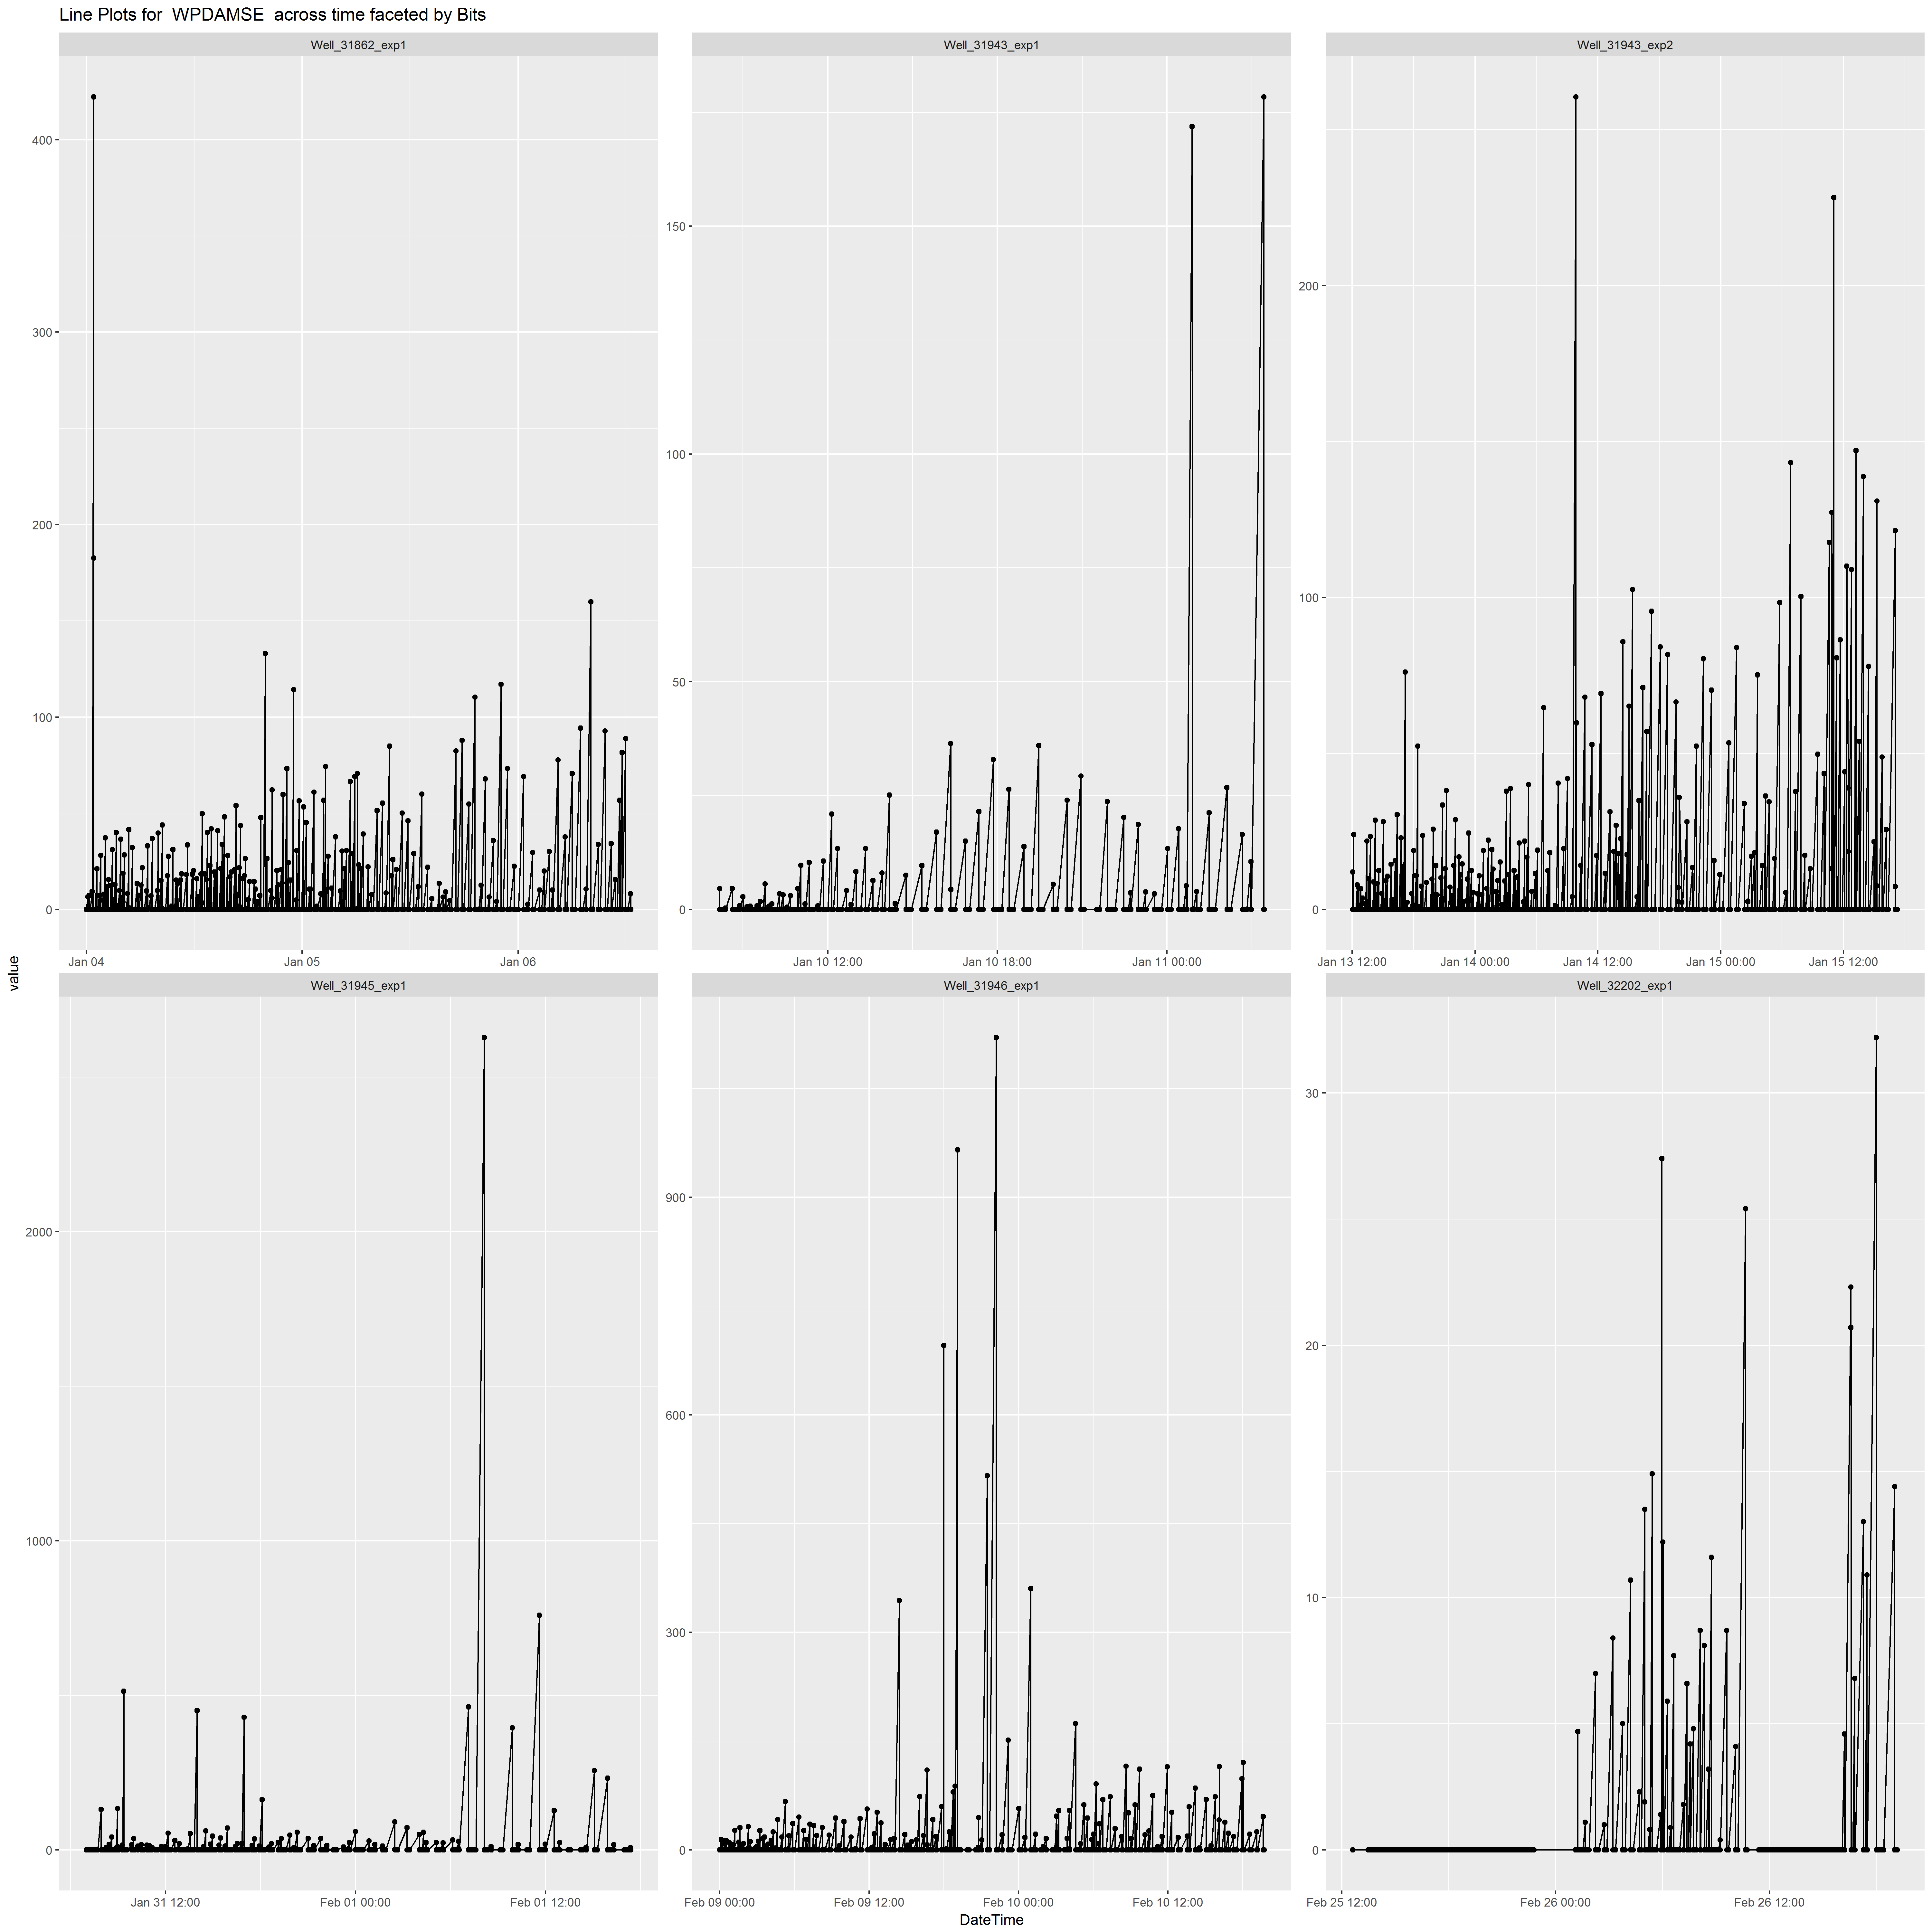 Line Plots for  WPDAMSE  across time faceted by Bits
Well_31862_exp1
Well_31943_exp1
Well_31943_exp2
400
300
200
100
0
150
100
50
0
200
100
0
Jan 04
Jan 05
Jan 06
Jan 10 12:00
Jan 10 18:00
Jan 11 00:00
Jan 13 12:00
Jan 14 00:00
Jan 14 12:00
Jan 15 00:00
Jan 15 12:00
value
Well_31945_exp1
Well_31946_exp1
Well_32202_exp1
2000
1000
0
900
600
300
0
30
20
10
0
Jan 31 12:00
Feb 01 00:00
Feb 01 12:00
Feb 09 00:00
Feb 09 12:00
Feb 10 00:00
Feb 10 12:00
Feb 25 12:00
Feb 26 00:00
Feb 26 12:00
DateTime